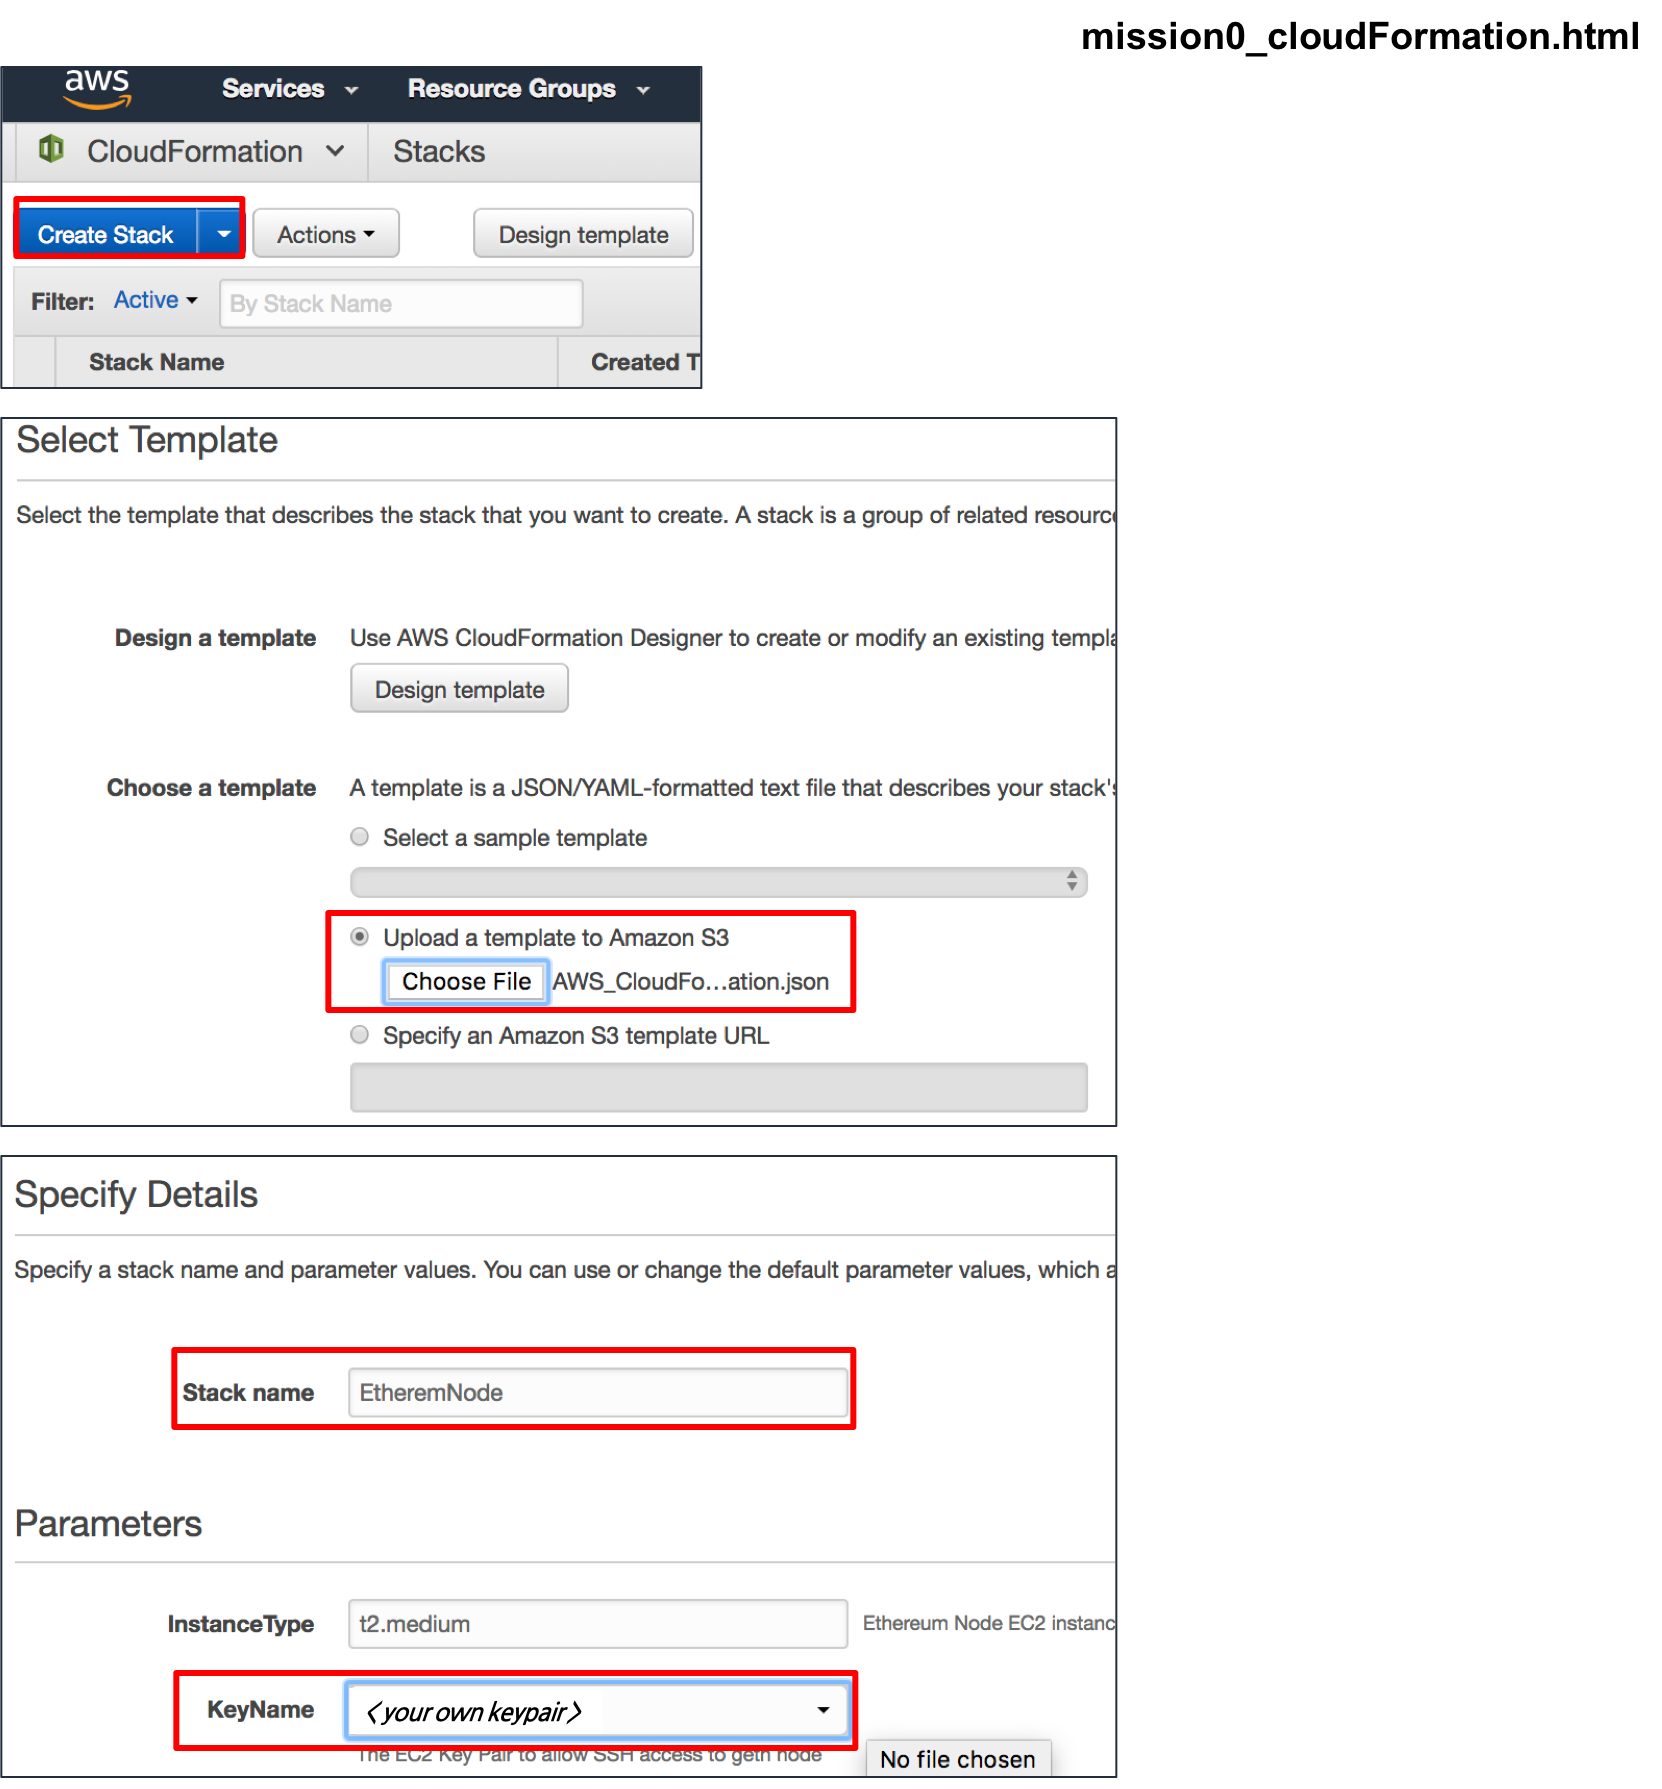 mission0_cloudFormation.html
aws Services Resource Groups
CloudFormation Stacks
Create Stack Actions Design template
Filter: Active By Stack Name
Stack Name Created T
Select Template
Select the template that describes the stack that you want to create. A stack is a group of related resourc
Design a template Use AWS CloudFormation Designer to create or modify an existing templa
Design template
Choose a template A template is a JSON/YAML-formatted text file that describes your stack's
Select a sample template
Upload a template to Amazon S3
Choose File AWS_CloudFo...ation.json
Specify an Amazon S3 template URL
Specify Details
Specify a stack name and parameter values. You can use or change the default parameter values, which a
Stack name EtheremNode
Parameters
InstanceType t2.medium Ethereum Node EC2 instanc
KeyName <your own keypair>
The EC2 Key Pair to allow SSH access to geth node
No file chosen